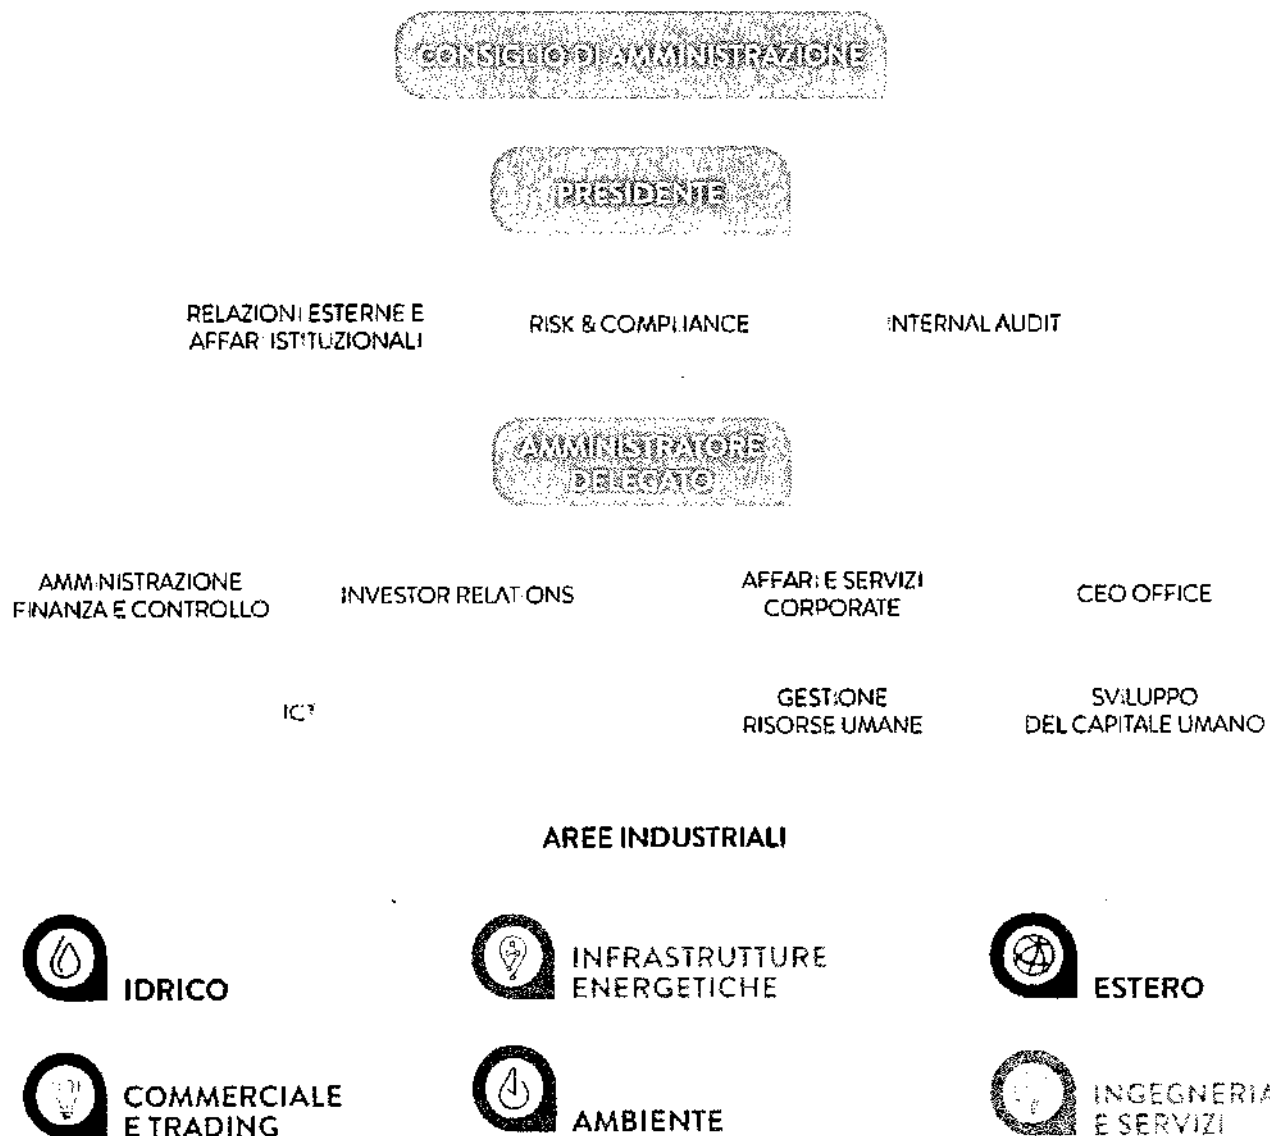 CONSIGLIO DI AMMINISTRAZIONE
PRESIDENTE
RELAZIONI ESTERNE E
AFFARI ISTITUZIONALI
RISK & COMPLIANCE
INTERNAL AUDIT
AMMINISTRATORE
DELEGATO
AMMINISTRAZIONE
FINANZA E CONTROLLO
INVESTOR RELATIONS
AFFARI E SERVIZI
CORPORATE
CEO OFFICE
ICT
GESTIONE
RISORSE UMANE
SVILUPPO
DEL CAPITALE UMANO
AREE INDUSTRIALI
IDRICO
INFRASTRUTTURE
ENERGETICHE
ESTERO
COMMERCIALE
E TRADING
AMBIENTE
INGEGNERIA
E SERVIZI